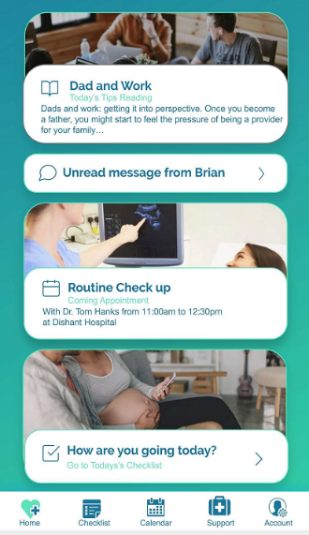 Dad and Work
Today's Tips Reading
Dads and work: getting it into perspective. Once you become
a father, you might start to feel the pressure of being a provider
for your family...
Unread message from Brian
Routine Check up
Coming Appointment
With Dr. Tom Hanks from 11:00am to 12:30pm
at Dishant Hospital
How are you going today?
Go to Todays's Checklist
Home
Checklist
Calendar
Support
Account